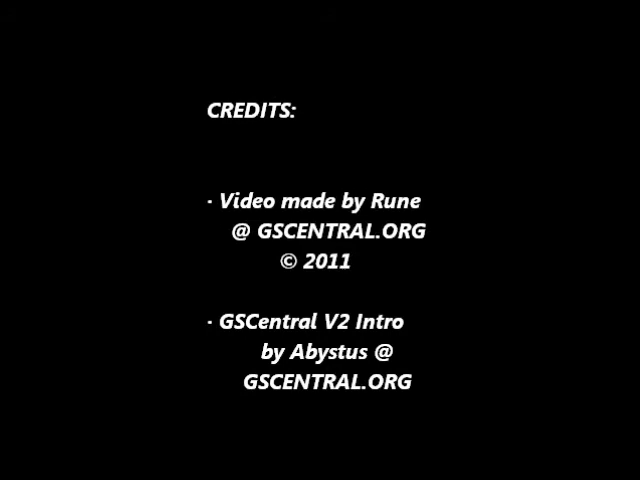 CREDITS:
· Video made by Rune
@ GSCENTRAL.ORG
© 2011
· GSCentral V2 Intro
by Abystus @
GSCENTRAL.ORG